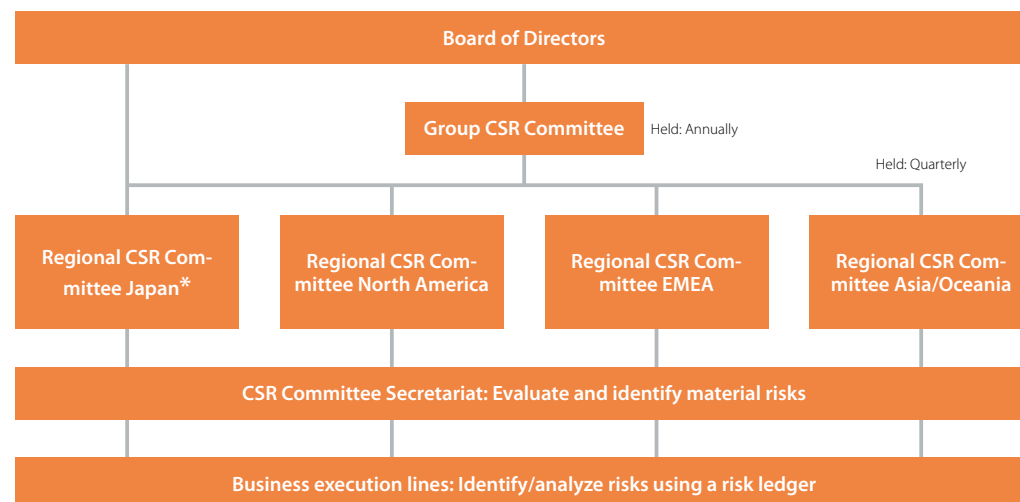 Board of Directors
Group CSR Committee
Held: Annually
Held: Quarterly
Regional CSR Com-
mittee Japan*
Regional CSR Com-
mittee North America
Regional CSR Com-
mittee EMEA
Regional CSR Com-
mittee Asia/Oceania
CSR Committee Secretariat: Evaluate and identify material risks
Business execution lines: Identify/analyze risks using a risk ledger